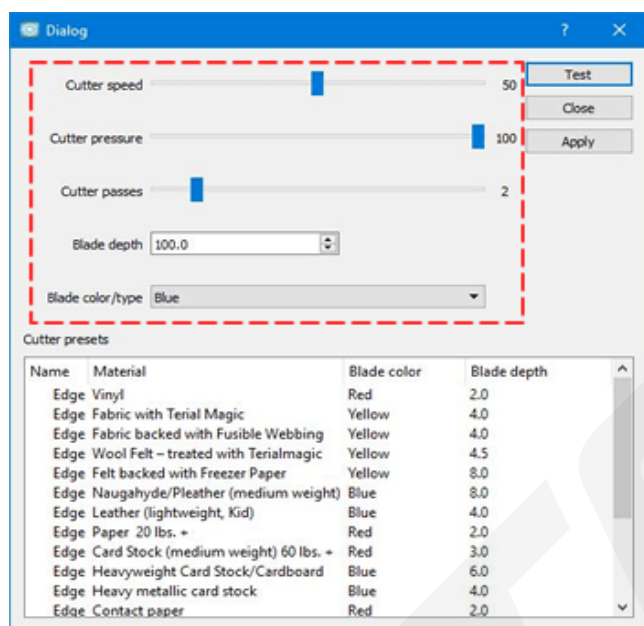 Dialog
Cutter speed 50 Test
Close
Cutter pressure 100 Apply
Cutter passes 2
Blade depth 100.0
Blade color/type Blue
Cutter presets
Name Material Blade color Blade depth
Edge Vinyl Red 2.0
Edge Fabric with Terial Magic Yellow 4.0
Edge Fabric backed with Fusible Webbing Yellow 4.0
Edge Wool Felt – treated with Terialmagic Yellow 4.5
Edge Felt backed with Freezer Paper Yellow 8.0
Edge Naugahyde/Pleather (medium weight) Blue 8.0
Edge Leather (lightweight, Kid) Blue 4.0
Edge Paper 20 lbs. + Red 2.0
Edge Card Stock (medium weight) 60 lbs. + Red 3.0
Edge Heavyweight Card Stock/Cardboard Blue 6.0
Edge Heavy metallic card stock Blue 4.0
Edge Contact paper Red 2.0